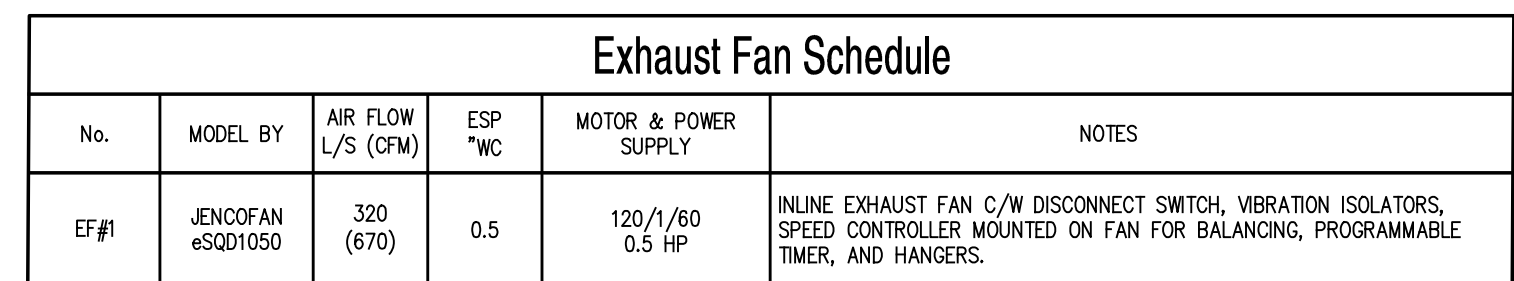 Exhaust Fan Schedule
No.
MODEL BY
AIR FLOW
L/S (CFM)
ESP
"WC
MOTOR & POWER
SUPPLY
NOTES
EF#1
JENCOFAN
eSQD1050
320
(670)
0.5
120/1/60
0.5 HP
INLINE EXHAUST FAN C/W DISCONNECT SWITCH, VIBRATION ISOLATORS,
SPEED CONTROLLER MOUNTED ON FAN FOR BALANCING, PROGRAMMABLE
TIMER, AND HANGERS.